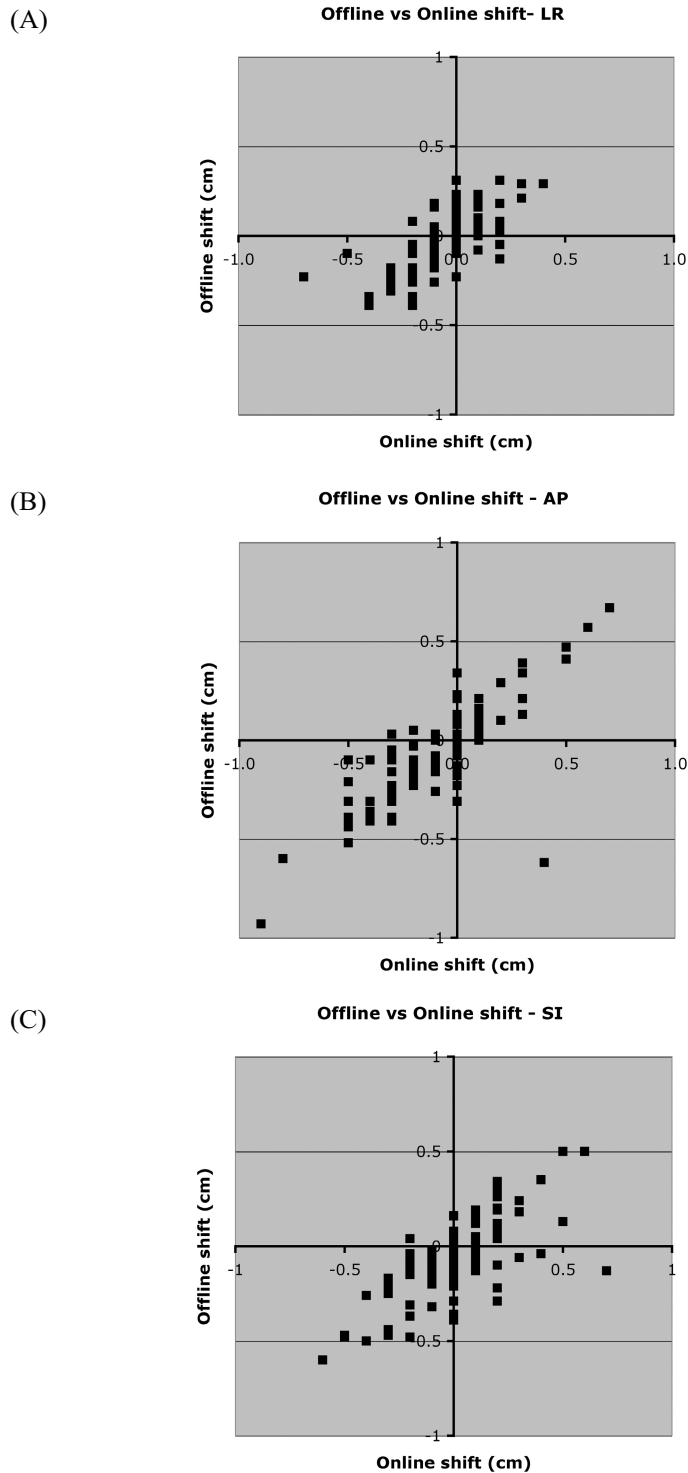 (A)
Offline vs Online shift- LR
1
0.5
0
-1.0 -0.5 0.0 0.5 1.0
-0.5
-1
Offline shift (cm)
Online shift (cm)
(B)
Offline vs Online shift - AP
1
0.5
0
-1.0 -0.5 0.0 0.5 1.0
-0.5
-1
Offline shift (cm)
Online shift (cm)
(C)
Offline vs Online shift - SI
1
0.5
0
-1 -0.5 0 0.5 1
-0.5
-1
Offline shift (cm)
Online shift (cm)